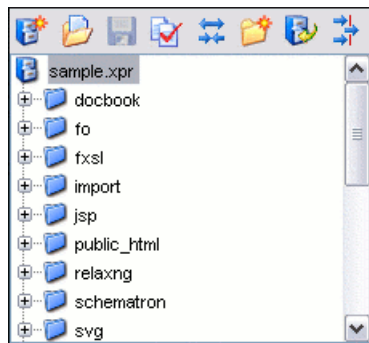 sample.xpr
docbook
fo
fxsl
import
jsp
public_html
relaxng
schematron
svg